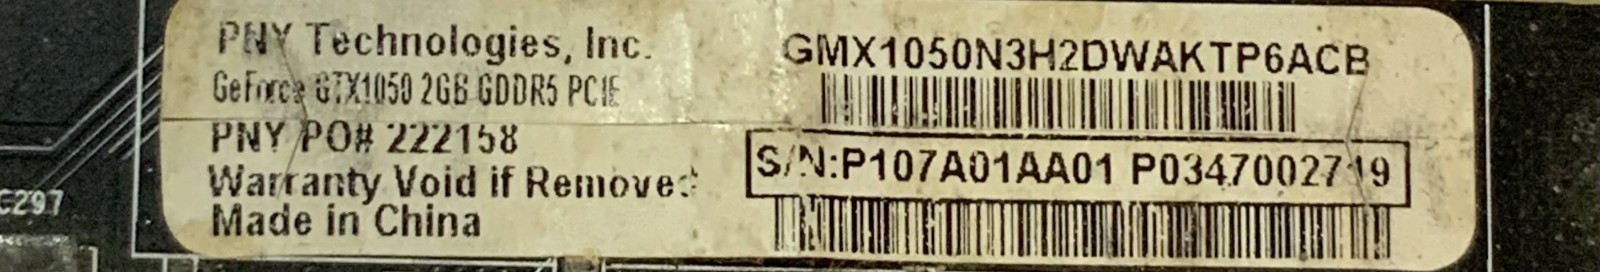 PNY Technologies, Inc.
GeForce GTX1050 2GB GDDR5 PCIE
PNY PO# 222158
Warranty Void if Removed
Made in China
GMX1050N3H2DWAKTP6ACB
S/N:P107A01AA01 P0347002719
C297